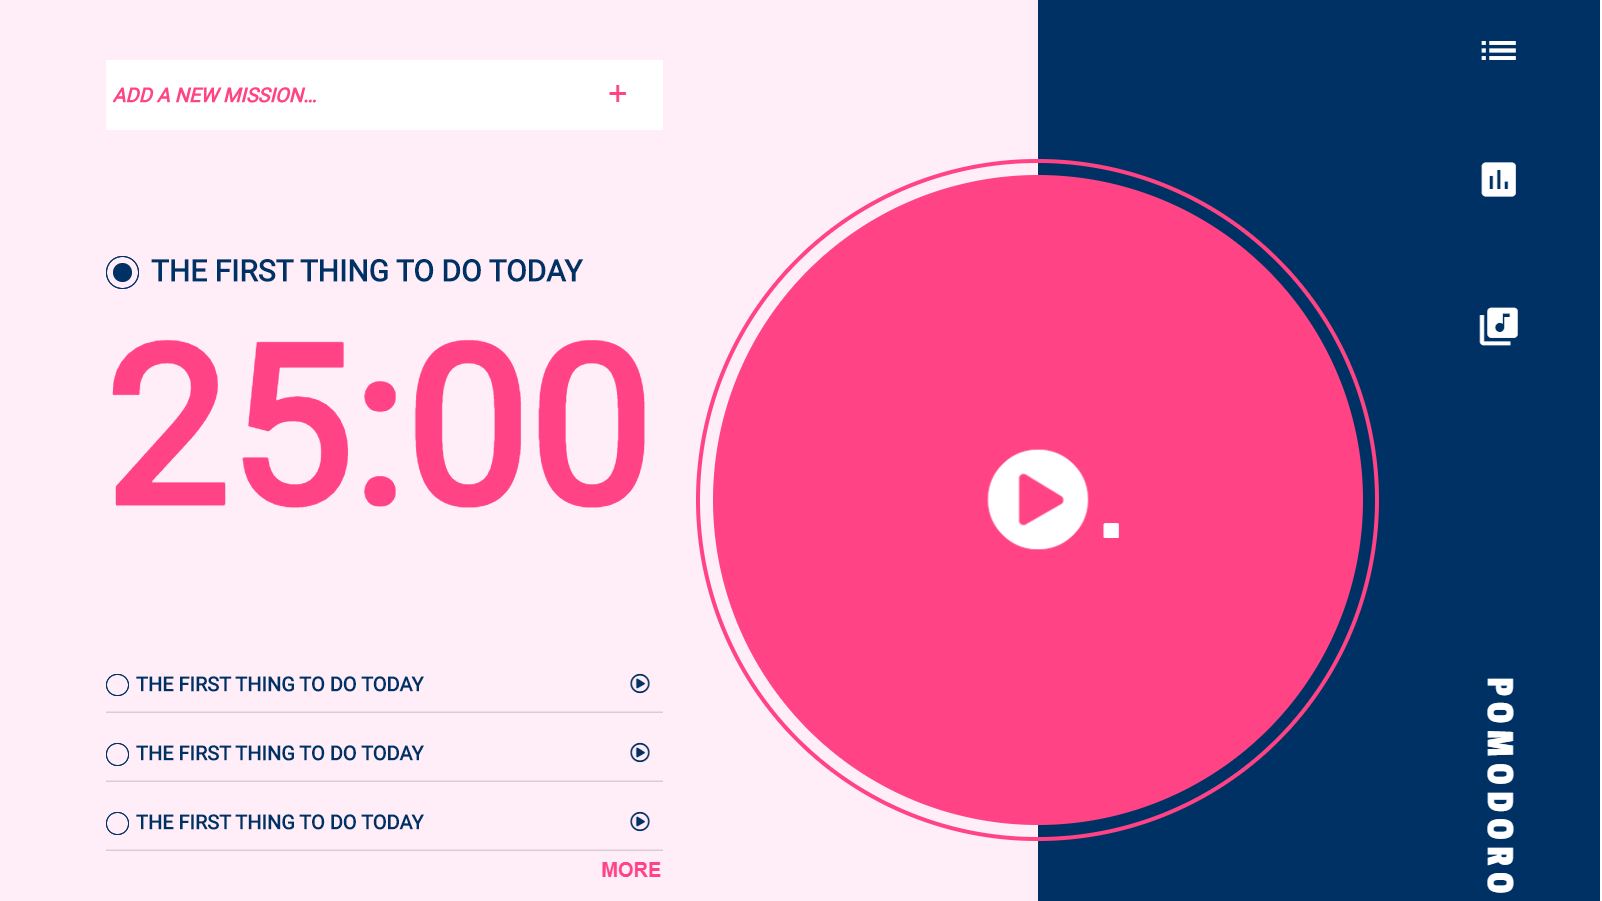 ADD A NEW MISSION...
+
THE FIRST THING TO DO TODAY
25:00
THE FIRST THING TO DO TODAY
THE FIRST THING TO DO TODAY
THE FIRST THING TO DO TODAY
MORE
POMODORO